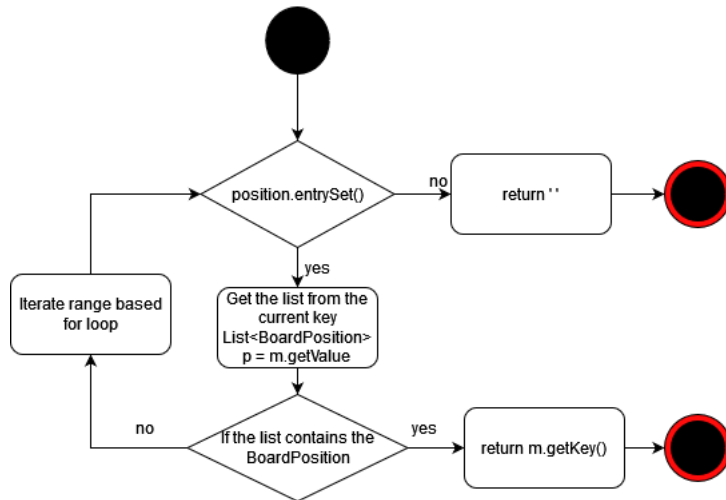 position.entrySet()
no
return ' '
yes
Iterate range based
for loop
Get the list from the
current key
List<BoardPosition>
p = m.getValue
no
If the list contains the
BoardPosition
yes
return m.getKey()